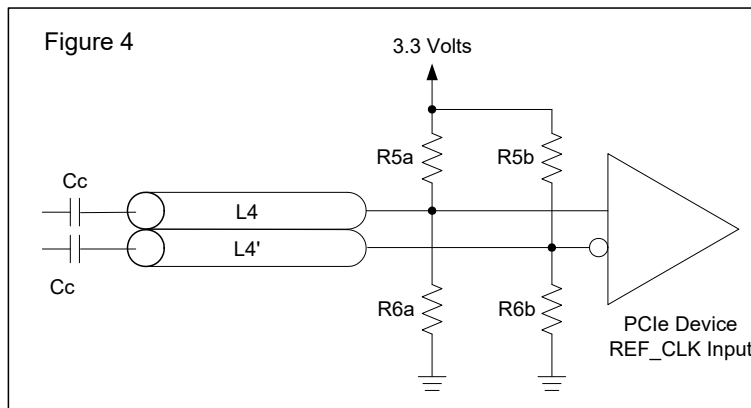 Figure 4
3.3 Volts
R5a
R5b
Cc
L4
L4'
Cc
R6a
R6b
PCIe Device
REF_CLK Input